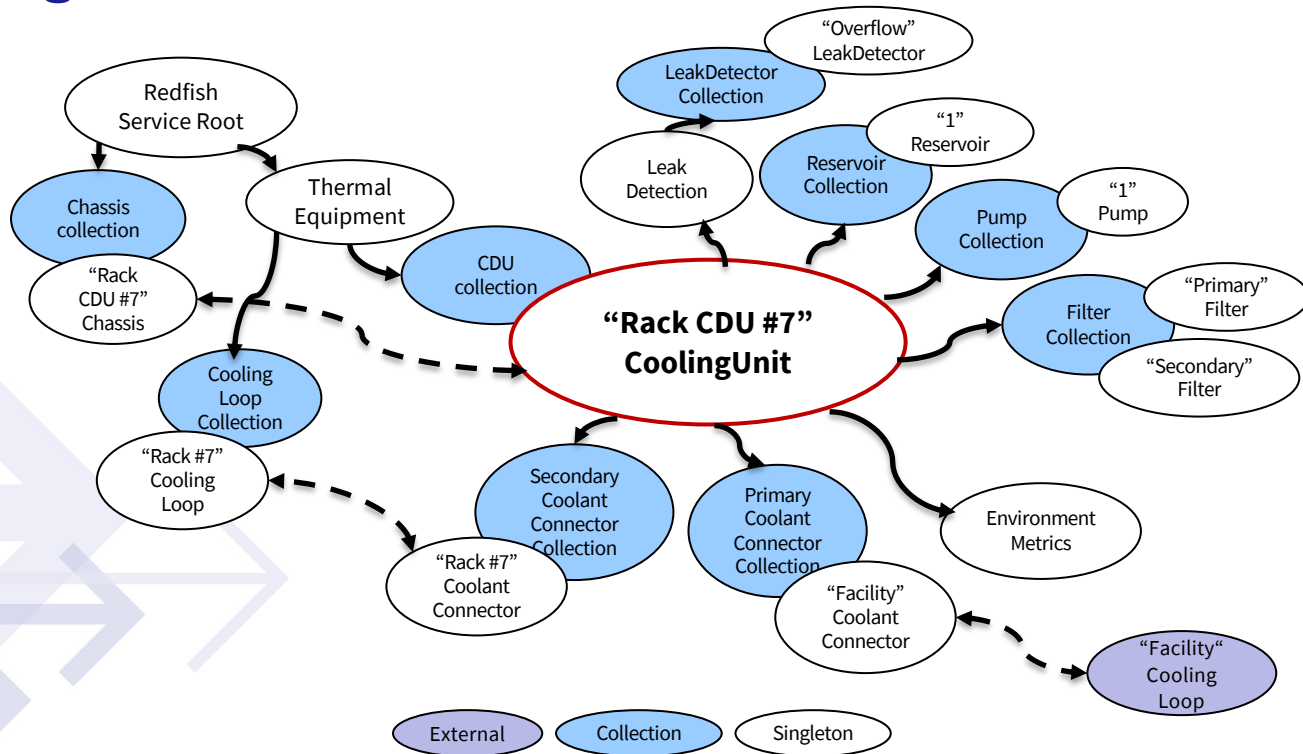 Redfish
Service Root
Chassis
collection
"Rack
CDU #7"
Chassis
Thermal
Equipment
CDU
collection
Cooling
Loop
Collection
"Rack #7"
Cooling
Loop
"Overflow"
LeakDetector
LeakDetector
Collection
Leak
Detection
"1"
Reservoir
Reservoir
Collection
"1"
Pump
Pump
Collection
"Primary"
Filter
Filter
Collection
"Secondary"
Filter
“Rack CDU #7”
CoolingUnit
Secondary
Coolant
Connector
Collection
"Rack #7"
Coolant
Connector
Primary
Coolant
Connector
Collection
“Facility”
Coolant
Connector
Environment
Metrics
“Facility“
Cooling
Loop
External
Collection
Singleton